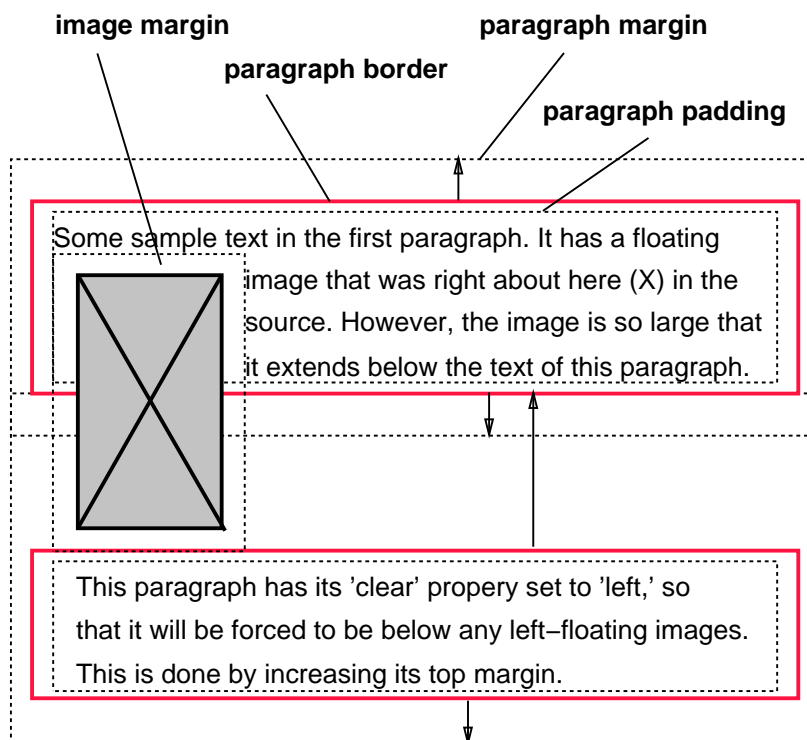 image margin
paragraph margin
paragraph border
paragraph padding
Some sample text in the first paragraph. It has a floating
image that was right about here (X) in the
source. However, the image is so large that
it extends below the text of this paragraph.
This paragraph has its 'clear' propery set to 'left,' so
that it will be forced to be below any left−floating images.
This is done by increasing its top margin.